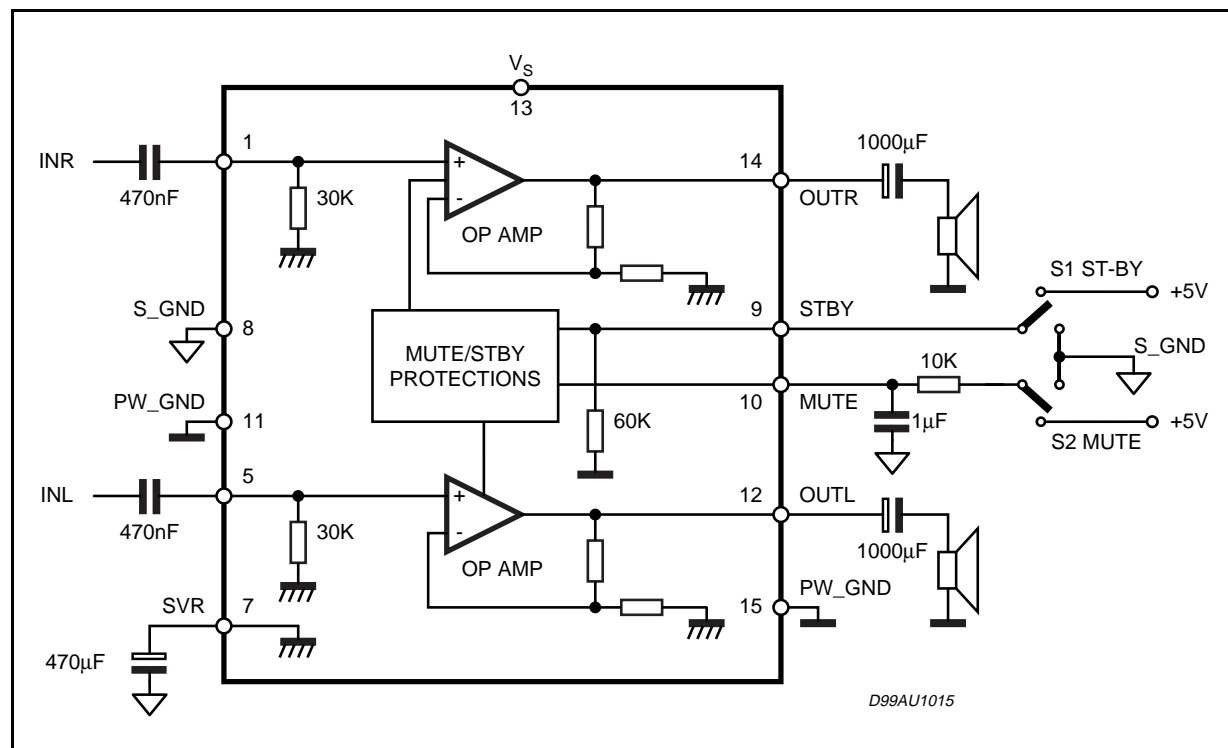 V_S
13
INR
470nF
1
30K
+
-
OP AMP
14
OUTR
1000µF
S1 ST-BY
+5V
S_GND
8
MUTE/STBY
PROTECTIONS
9
STBY
S_GND
PW_GND
11
10
MUTE
10K
60K
1µF
+5V
S2 MUTE
INL
470nF
5
30K
+
-
OP AMP
12
OUTL
1000µF
SVR
7
15
PW_GND
470µF
D99AU1015